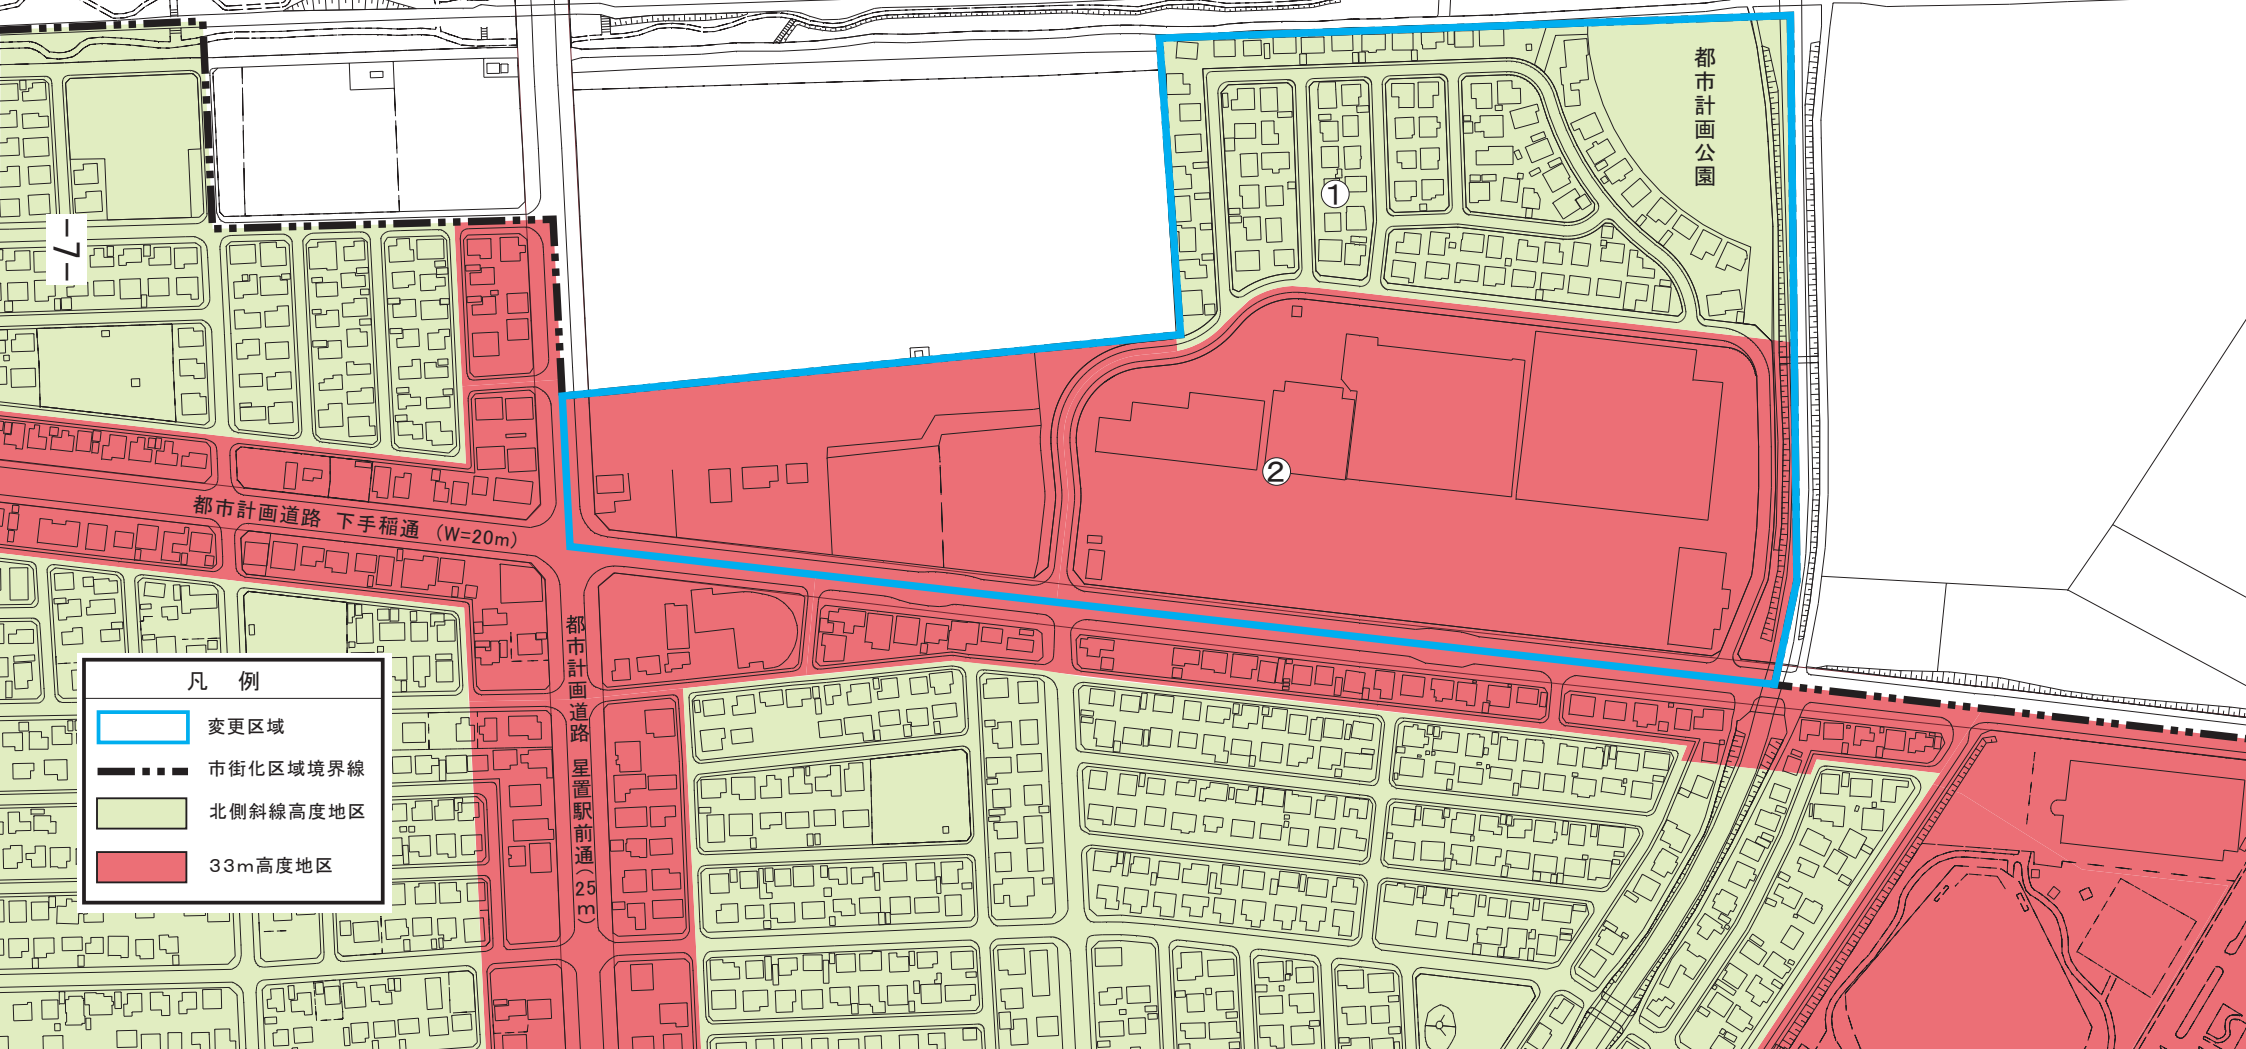 都市計画公園
①
②
-7-
都市計画道路 下手稲通 (W=20m)
都市計画道路 星置駅前通(25m)
凡 例
変更区域
市街化区域境界線
北側斜線高度地区
33m高度地区